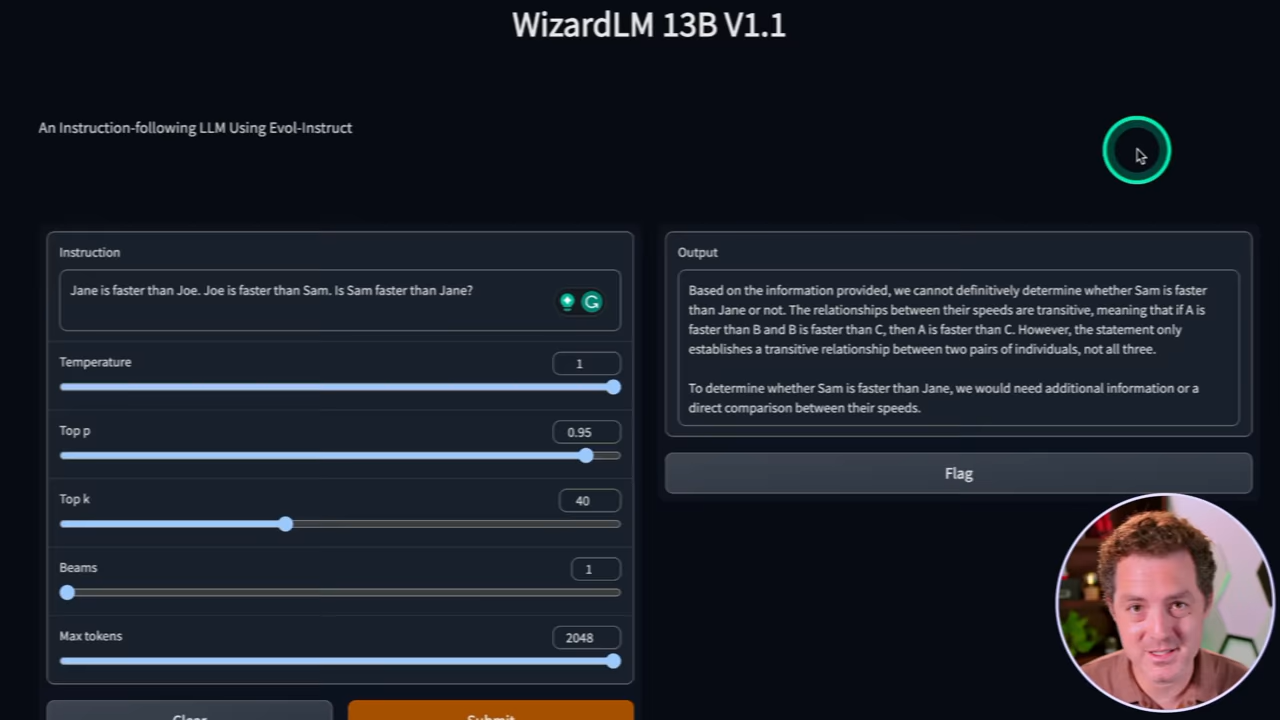 WizardLM 13B V1.1
An Instruction-following LLM Using Evol-Instruct
Instruction
Jane is faster than Joe. Joe is faster than Sam. Is Sam faster than Jane?
Temperature
1
Top p
0.95
Top k
40
Beams
1
Max tokens
2048
Clear
Submit
Output
Based on the information provided, we cannot definitively determine whether Sam is faster
than Jane or not. The relationships between their speeds are transitive, meaning that if A is
faster than B and B is faster than C, then A is faster than C. However, the statement only
establishes a transitive relationship between two pairs of individuals, not all three.
To determine whether Sam is faster than Jane, we would need additional information or a
direct comparison between their speeds.
Flag